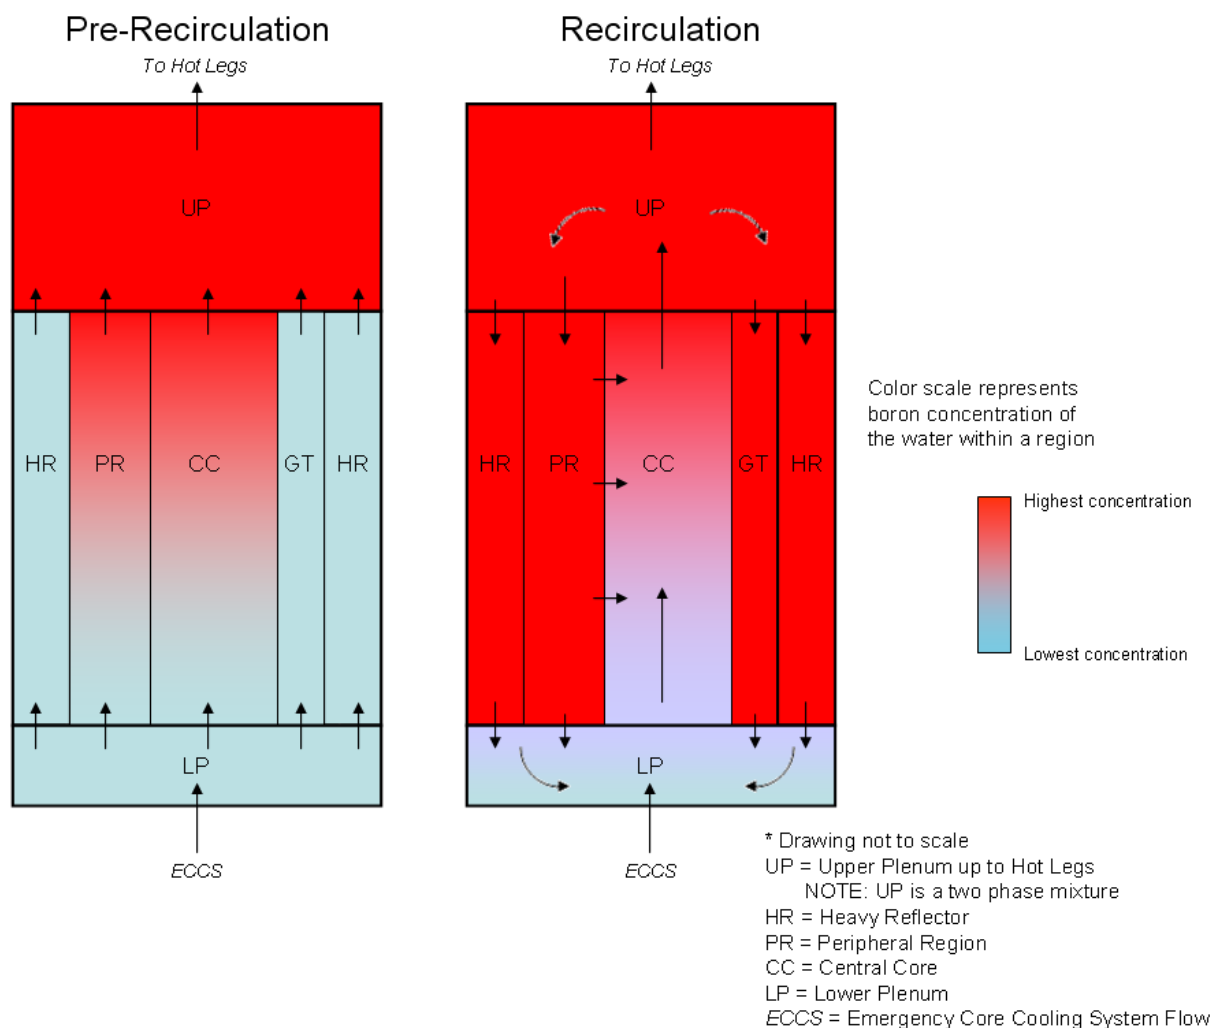 Pre-Recirculation
To Hot Legs
UP
HR
PR
CC
GT
HR
LP
ECCS
Recirculation
To Hot Legs
UP
HR
PR
CC
GT
HR
LP
ECCS
Color scale represents
boron concentration of
the water within a region
Highest concentration
Lowest concentration
* Drawing not to scale
UP = Upper Plenum up to Hot Legs
NOTE: UP is a two phase mixture
HR = Heavy Reflector
PR = Peripheral Region
CC = Central Core
LP = Lower Plenum
ECCS = Emergency Core Cooling System Flow